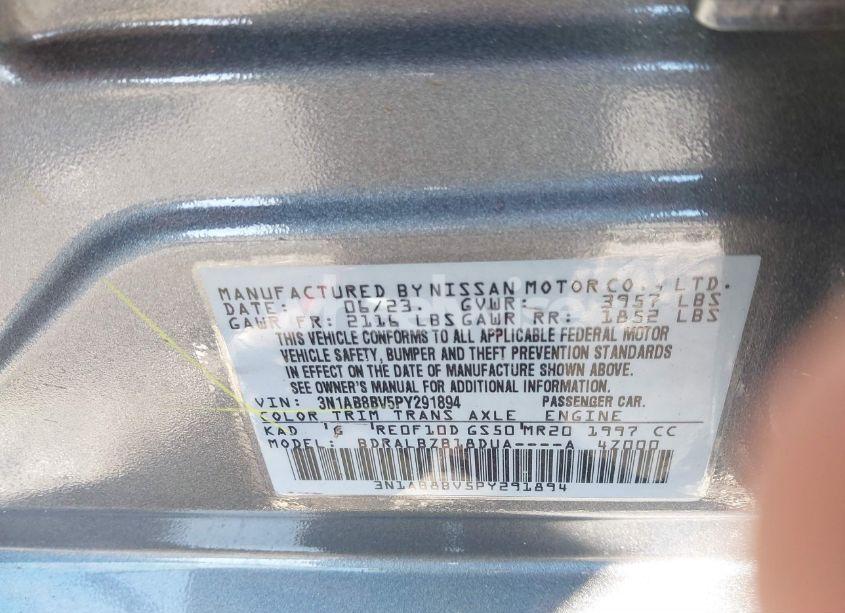 MANUFACTURED BY NISSAN MOTOR CO., LTD.
DATE: 06/23. GVWR: 3957 LBS
GAWR FR: 2116 LBS GAWR RR: 1852 LBS
THIS VEHICLE CONFORMS TO ALL APPLICABLE FEDERAL MOTOR
VEHICLE SAFETY, BUMPER AND THEFT PREVENTION STANDARDS
IN EFFECT ON THE DATE OF MANUFACTURE SHOWN ABOVE.
SEE OWNER'S MANUAL FOR ADDITIONAL INFORMATION.
VIN: 3N1AB8BV5PY291894 PASSENGER CAR.
COLOR TRIM TRANS AXLE ENGINE
KAD 'G 'RE0F10D GS50 MR20 1997 CC
MODEL: BDRALBZB18DUA----A 4Z000
3N1AB8BV5PY291894